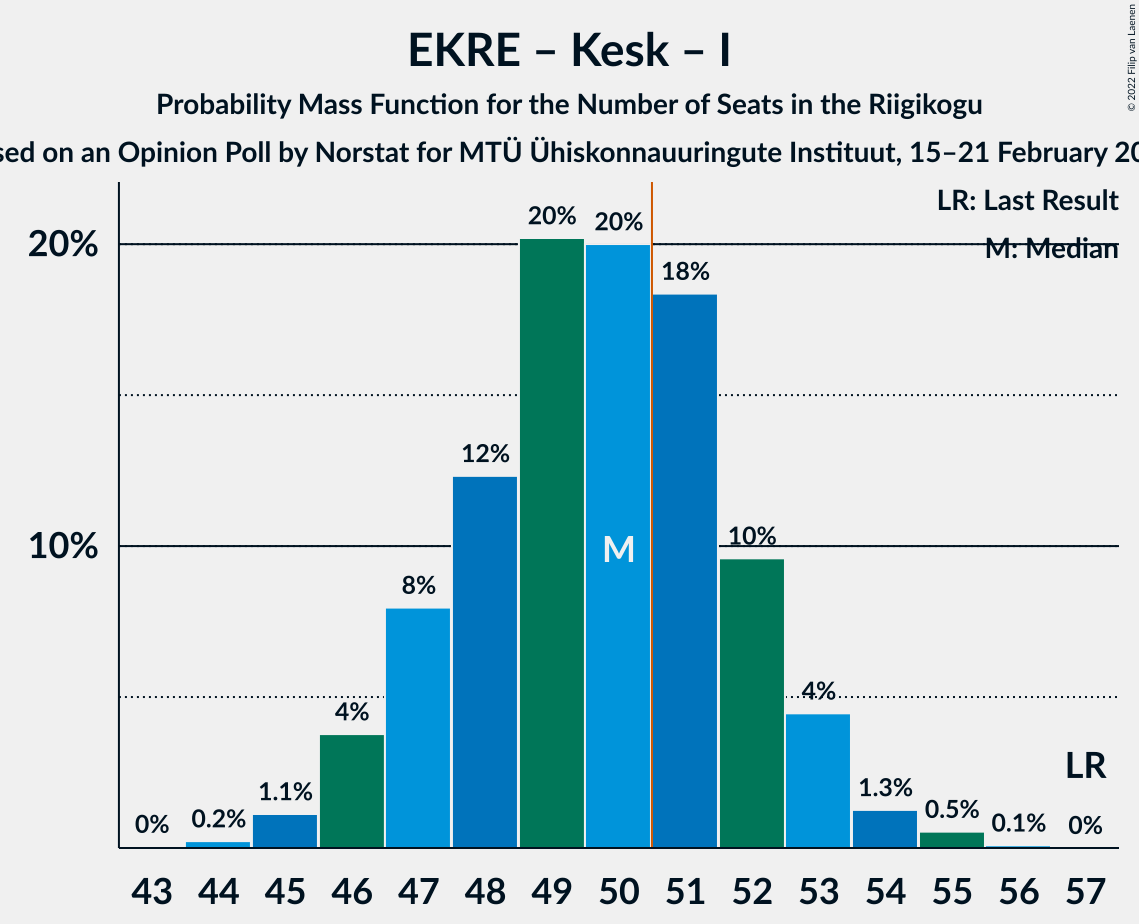 EKRE – Kesk – I
Probability Mass Function for the Number of Seats in the Riigikogu
on an Opinion Poll by Norstat for MTÜ Ühiskonnauuringute Instituut, 15–21 February
© 2022 Filip van Laenen
LR: Last Result
M: Median
20%
10%
0%
0.2%
1.1%
4%
8%
12%
20%
20%
18%
10%
4%
1.3%
0.5%
0.1%
0%
M
LR
43 44 45 46 47 48 49 50 51 52 53 54 55 56 57